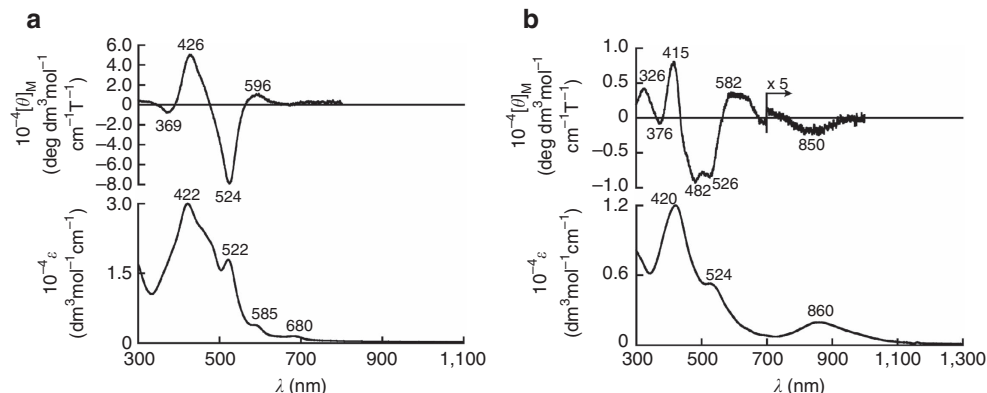 a
10⁻⁴[θ]M
(deg dm³mol⁻¹
cm⁻¹T⁻¹)
6.0
4.0
2.0
0
−2.0
−4.0
−6.0
−8.0
426
596
369
524
10⁻⁴ε
(dm³mol⁻¹cm⁻¹)
3.0
1.5
0
422
522
585
680
300 500 700 900 1,100
λ (nm)
b
10⁻⁴[θ]M
(deg dm³mol⁻¹
cm⁻¹T⁻¹)
1.0
0.5
0
−0.5
−1.0
326
415
582
x 5
376
850
482
526
10⁻⁴ε
(dm³mol⁻¹cm⁻¹)
1.2
0.6
0
420
524
860
300 500 700 900 1,100 1,300
λ (nm)